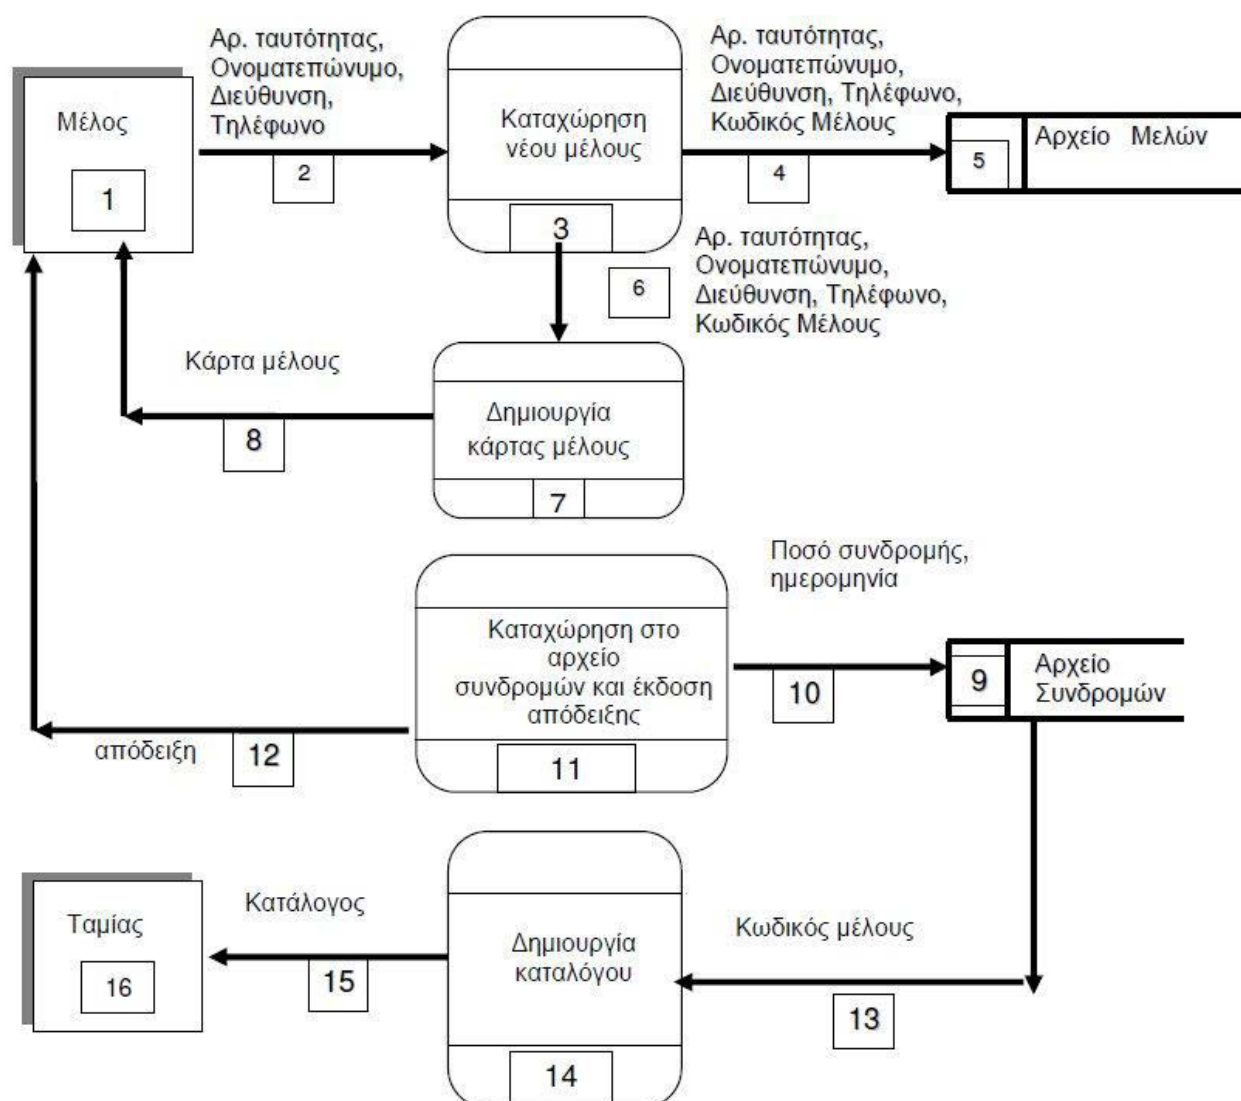 Αρ. ταυτότητας,
Ονοματεπώνυμο,
Διεύθυνση,
Τηλέφωνο
Μέλος
1
2
Καταχώρηση
νέου μέλους
3
Αρ. ταυτότητας,
Ονοματεπώνυμο,
Διεύθυνση, Τηλέφωνο,
Κωδικός Μέλους
4
5
Αρχείο Μελών
6
Αρ. ταυτότητας,
Ονοματεπώνυμο,
Διεύθυνση, Τηλέφωνο,
Κωδικός Μέλους
Κάρτα μέλους
8
Δημιουργία
κάρτας μέλους
7
Ποσό συνδρομής,
ημερομηνία
Καταχώρηση στο
αρχείο
συνδρομών και έκδοση
απόδειξης
11
10
9
Αρχείο
Συνδρομών
απόδειξη
12
Ταμίας
16
Κατάλογος
15
Δημιουργία
καταλόγου
14
Κωδικός μέλους
13